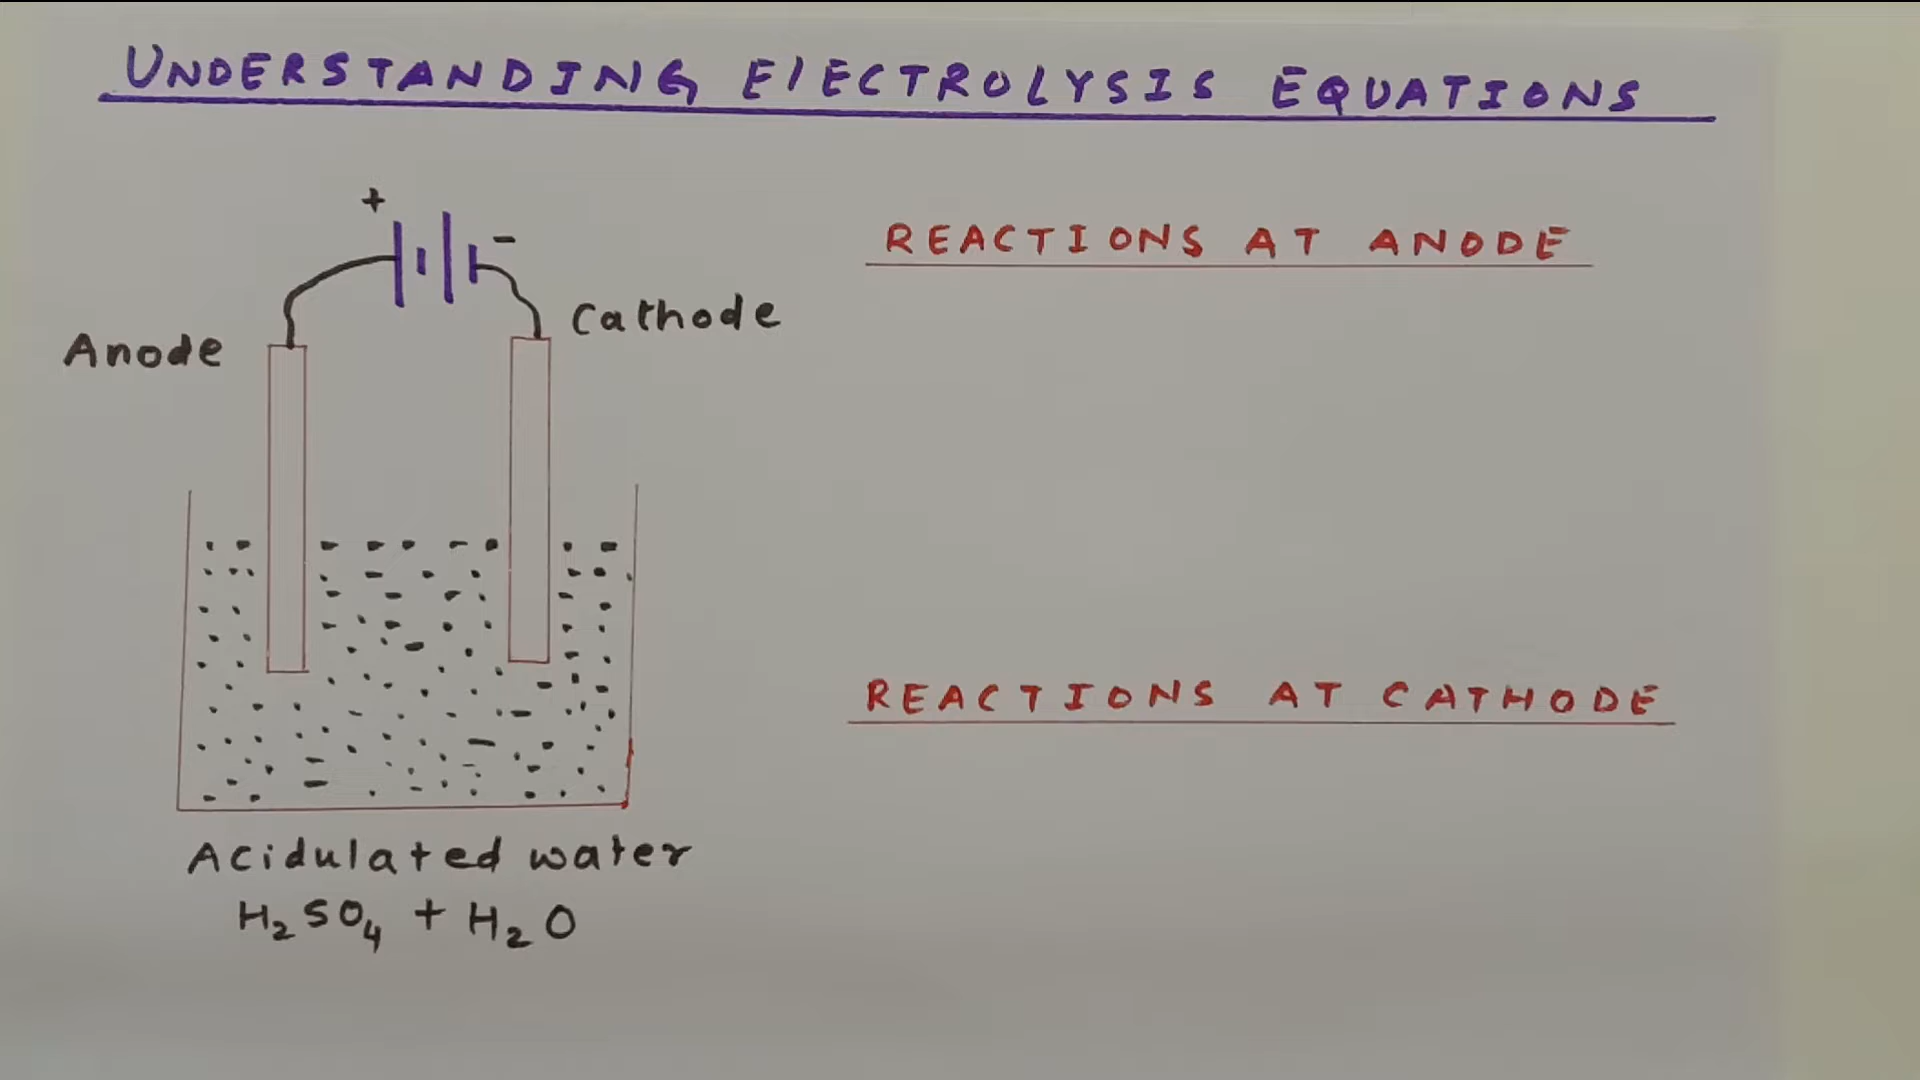 UNDERSTANDING ElECTROLYSIS EQUATIONS
+
-
Anode
Cathode
Acidulated water
H₂SO₄ + H₂O
REACTIONS AT ANODE
REACTIONS AT CATHODE